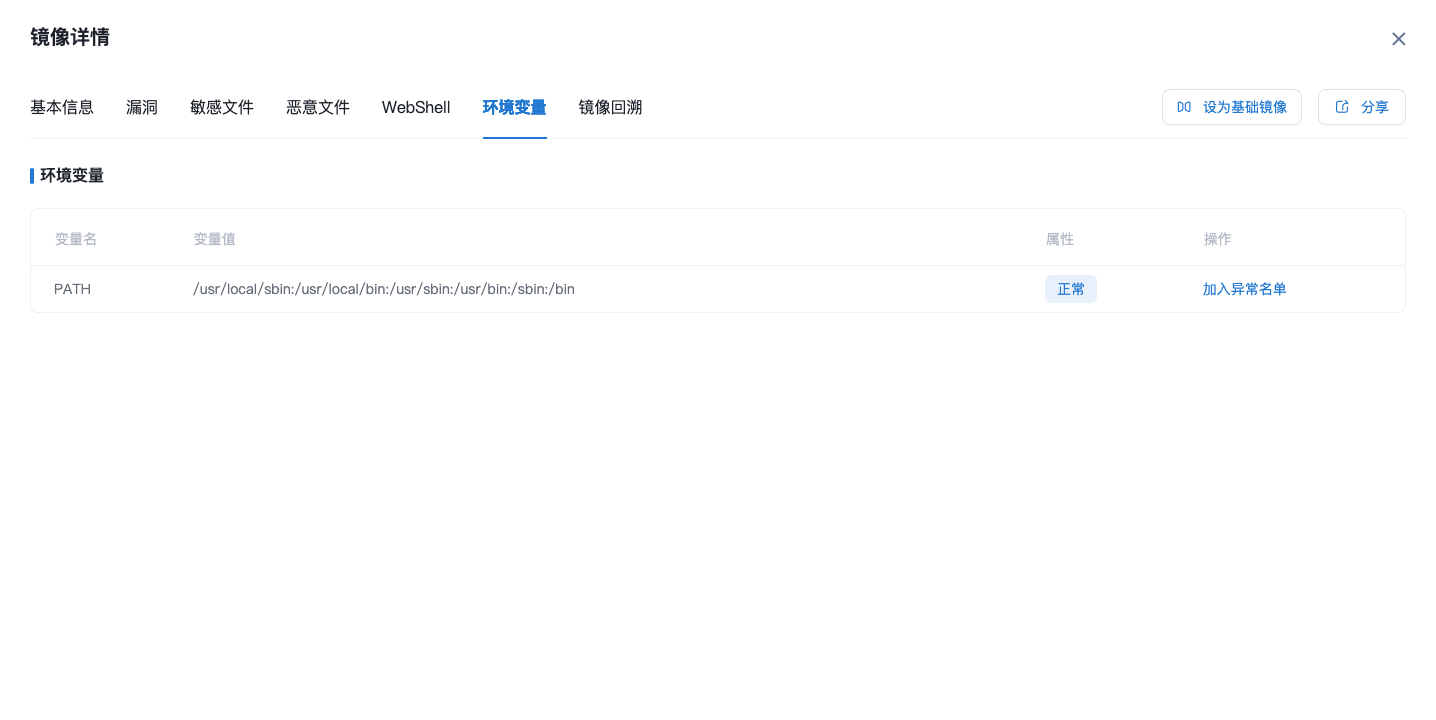 镜像详情
基本信息 漏洞 敏感文件 恶意文件 WebShell 环境变量 镜像回溯 设为基础镜像 分享
环境变量
变量名 变量值 属性 操作
PATH /usr/local/sbin:/usr/local/bin:/usr/sbin:/usr/bin:/sbin:/bin 正常 加入异常名单